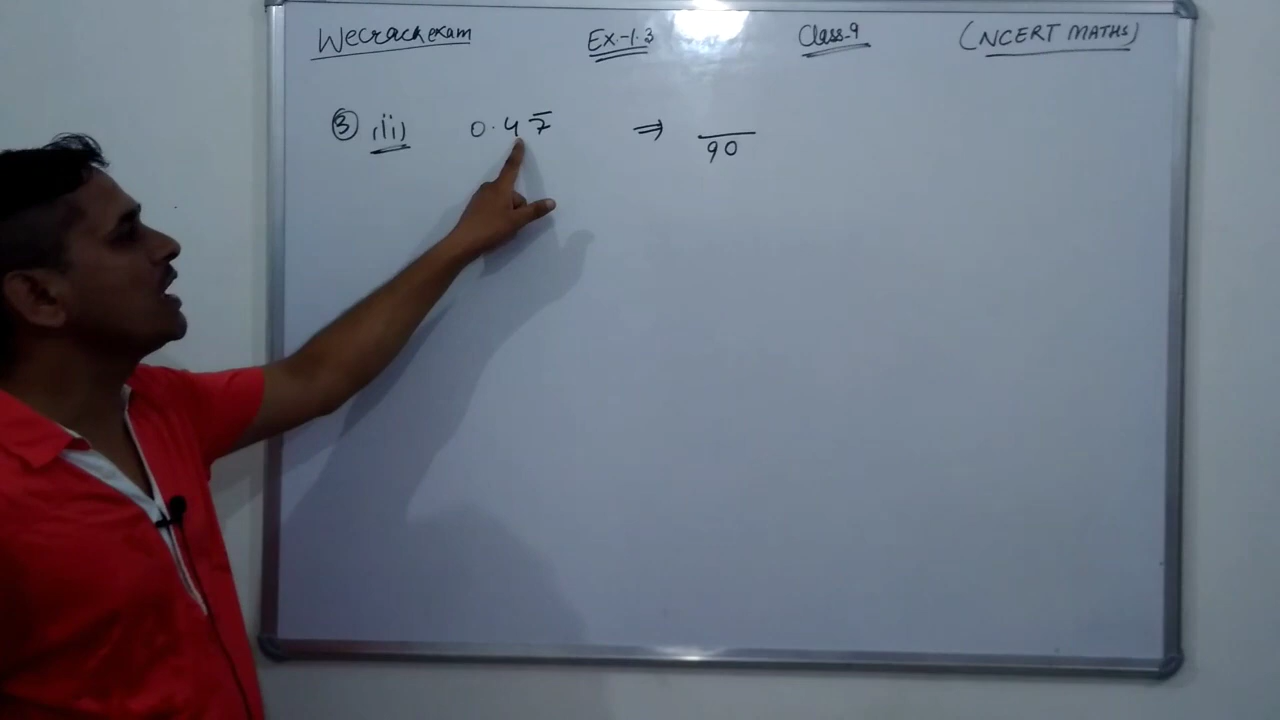 Wecrackexam Ex.-1.3 Class-9 (NCERT MATHS)
③ (ii) 0.47̅ ⇒ —
90